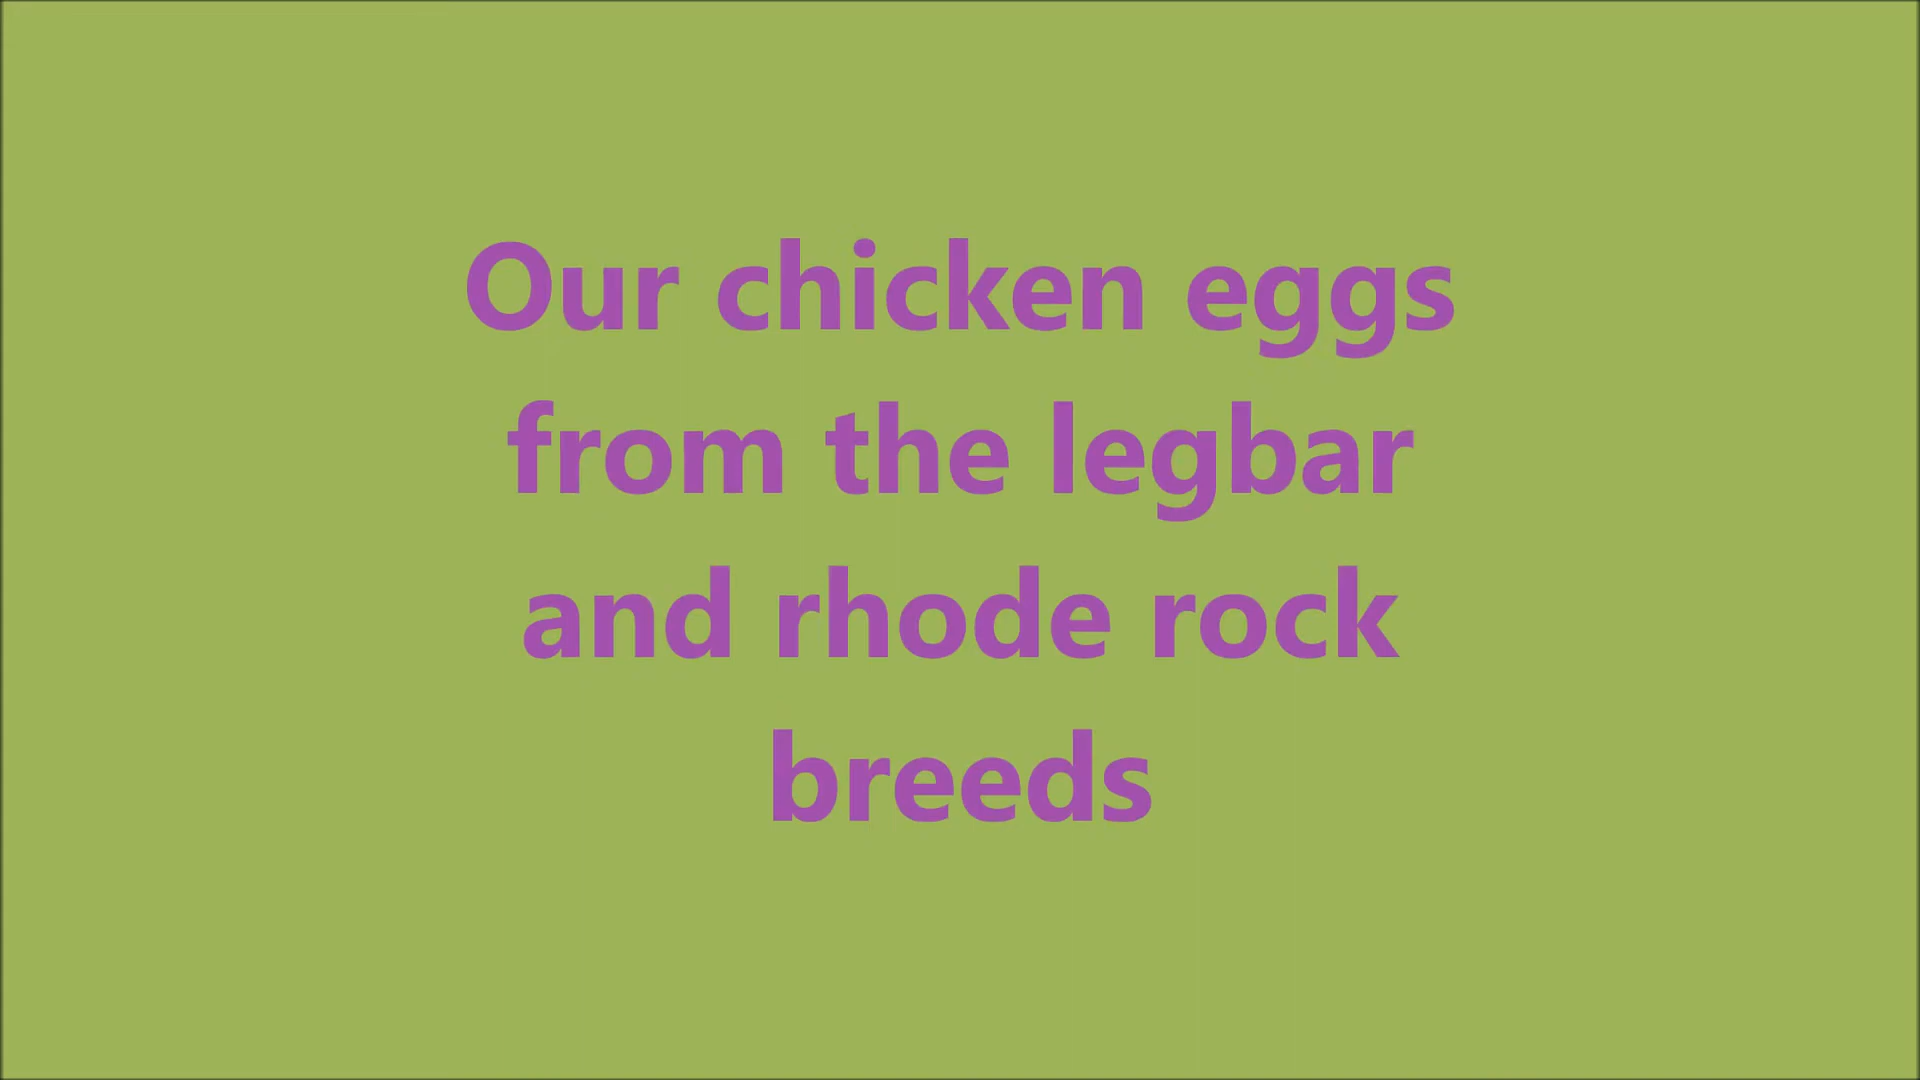 Our chicken eggs
from the legbar
and rhode rock
breeds